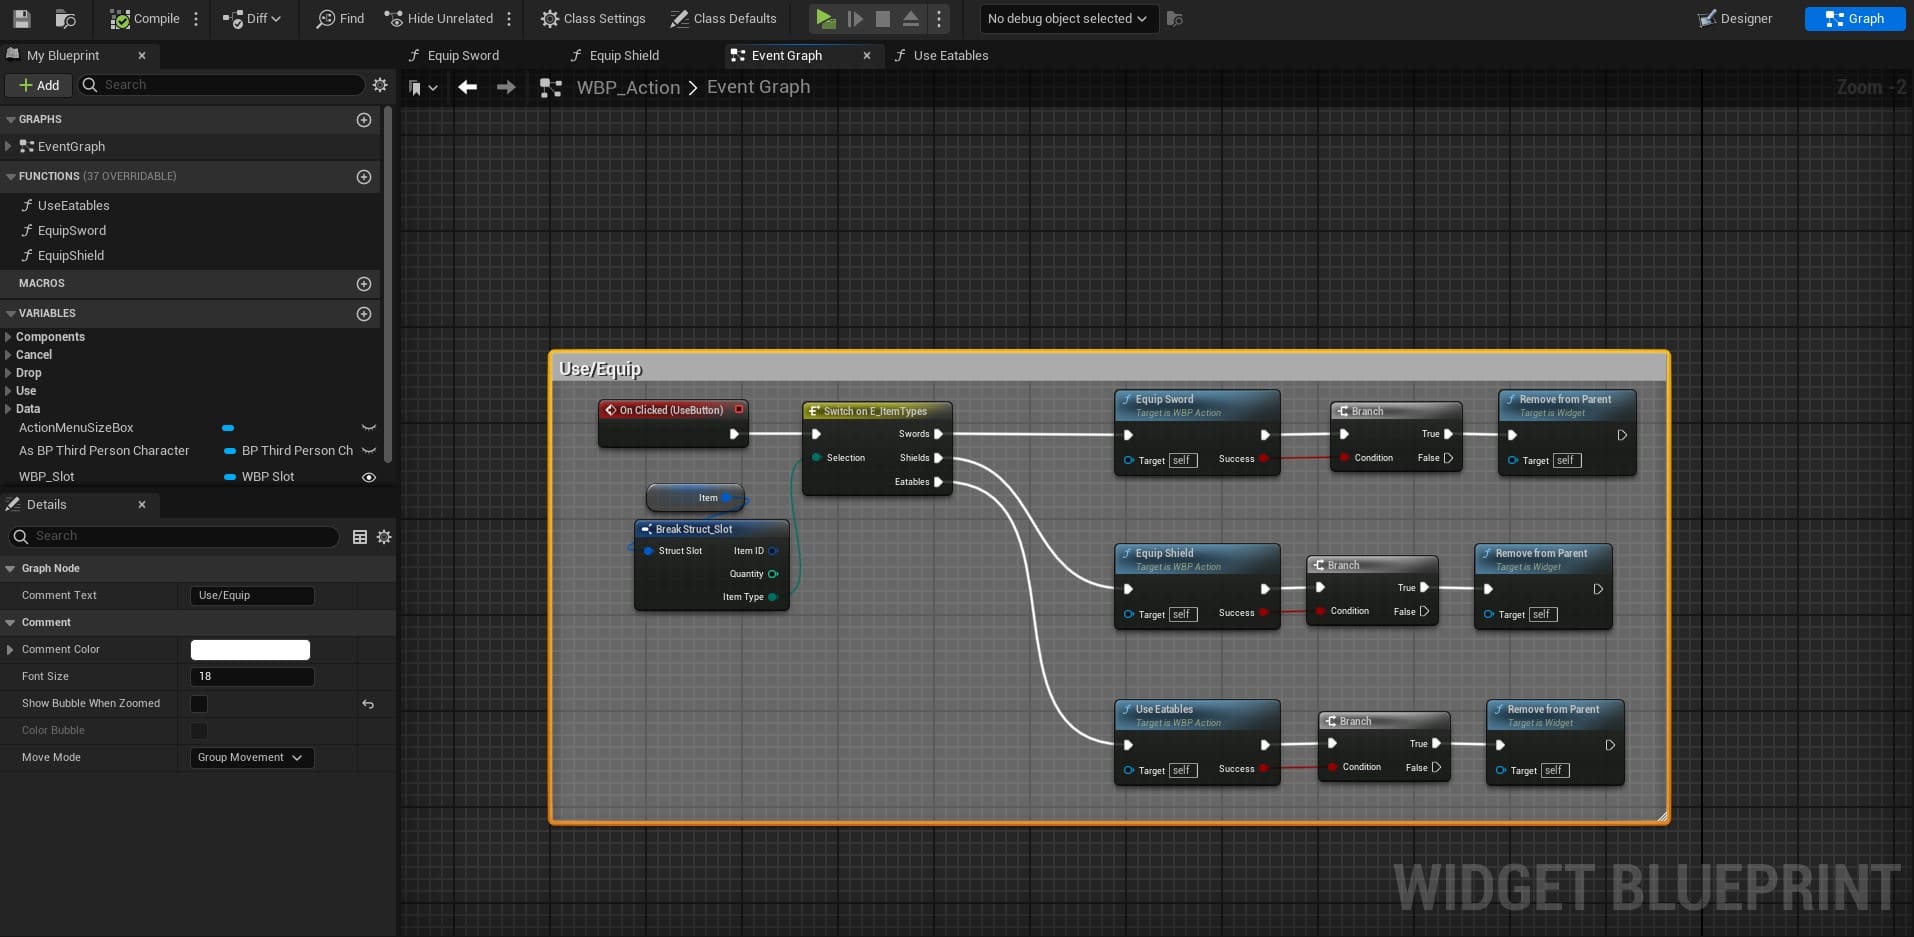 Compile
Diff
Find
Hide Unrelated
Class Settings
Class Defaults
No debug object selected
Designer
Graph
My Blueprint
Equip Sword
Equip Shield
Event Graph
Use Eatables
Add
Search
WBP_Action > Event Graph
Zoom -2
GRAPHS
EventGraph
FUNCTIONS (37 OVERRIDABLE)
UseEatables
EquipSword
EquipShield
MACROS
VARIABLES
Components
Cancel
Drop
Use
Data
ActionMenuSizeBox
As BP Third Person Character
BP Third Person Ch
WBP_Slot
WBP Slot
Details
Search
Graph Node
Comment Text
Use/Equip
Comment
Comment Color
Font Size
18
Show Bubble When Zoomed
Color Bubble
Move Mode
Group Movement
Use/Equip
On Clicked (UseButton)
Item
Break Struct_Slot
Struct Slot
Item ID
Quantity
Item Type
Switch on E_ItemTypes
Swords
Selection
Shields
Eatables
Equip Sword
Target is WBP Action
Target self
Success
Branch
True
Condition
False
Remove from Parent
Target is Widget
Target self
Equip Shield
Target is WBP Action
Target self
Success
Branch
True
Condition
False
Remove from Parent
Target is Widget
Target self
Use Eatables
Target is WBP Action
Target self
Success
Branch
True
Condition
False
Remove from Parent
Target is Widget
Target self
WIDGET BLUEPRINT